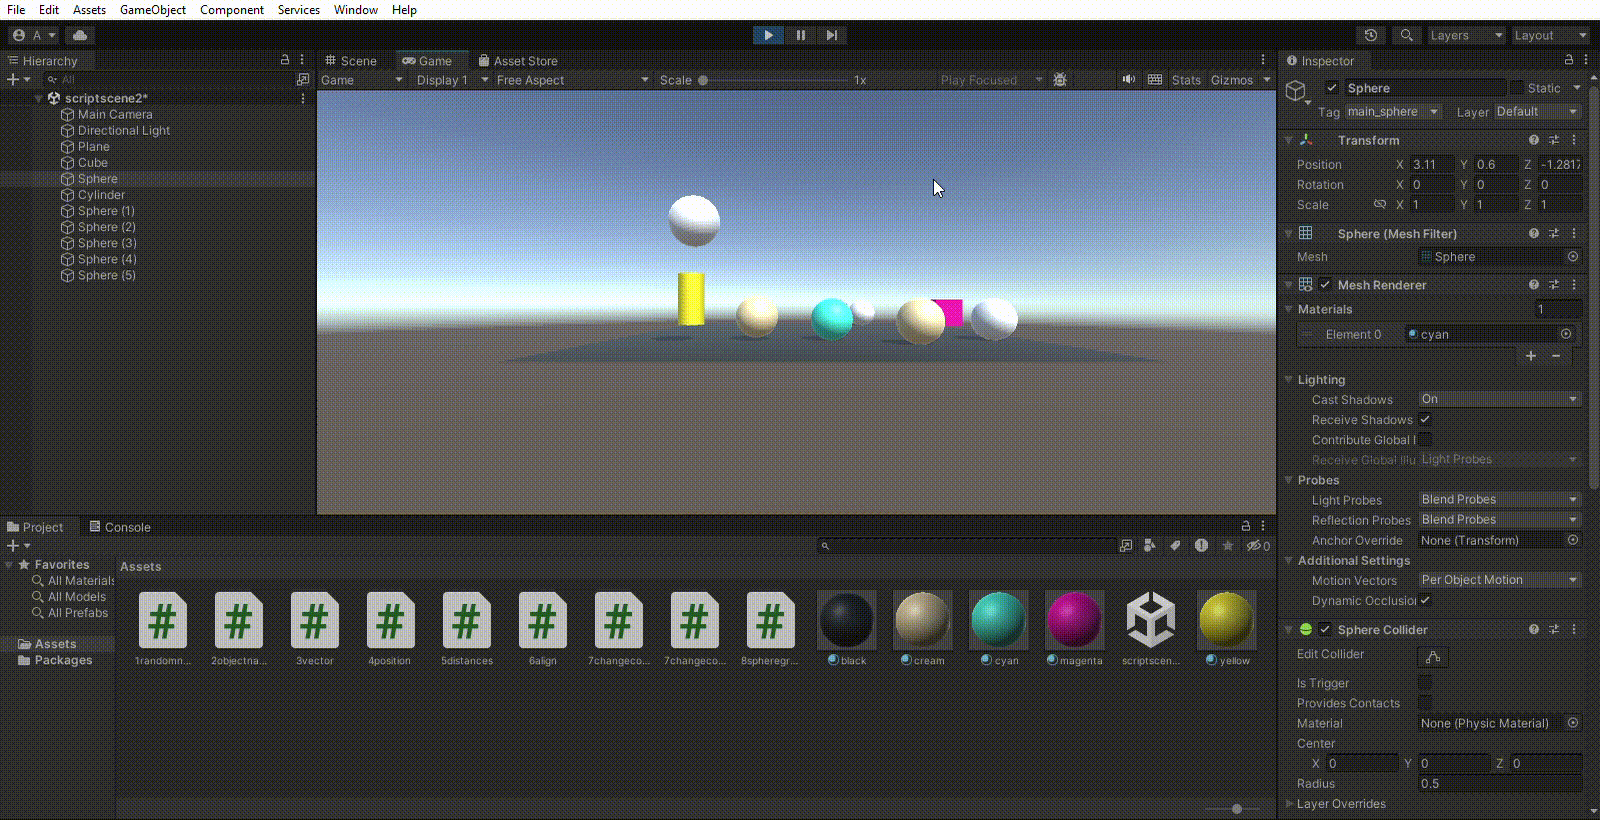 File Edit Assets GameObject Component Services Window Help
A Layers Layout
Hierarchy
All
scriptscene2*
Main Camera
Directional Light
Plane
Cube
Sphere
Cylinder
Sphere (1)
Sphere (2)
Sphere (3)
Sphere (4)
Sphere (5)
Scene Game Asset Store
Game Display 1 Free Aspect Scale 1x Play Focused Stats Gizmos
Inspector
Sphere Static
Tag main_sphere Layer Default
Transform
Position X 3.11 Y 0.6 Z -1.2817
Rotation X 0 Y 0 Z 0
Scale X 1 Y 1 Z 1
Sphere (Mesh Filter)
Mesh Sphere
Mesh Renderer
Materials 1
Element 0 cyan
Lighting
Cast Shadows On
Receive Shadows
Contribute Global I
Receive Global Illu Light Probes
Probes
Light Probes Blend Probes
Reflection Probes Blend Probes
Anchor Override None (Transform)
Additional Settings
Motion Vectors Per Object Motion
Dynamic Occlusion
Sphere Collider
Edit Collider
Is Trigger
Provides Contacts
Material None (Physic Material)
Center
X 0 Y 0 Z 0
Radius 0.5
Layer Overrides
Project Console
0
Favorites
All Materials
All Models
All Prefabs
Assets
Packages
Assets
1randomn... 2objectna... 3vector 4position 5distances 6align 7changeco... 7changeco... 8spheregr... black cream cyan magenta scriptscen... yellow